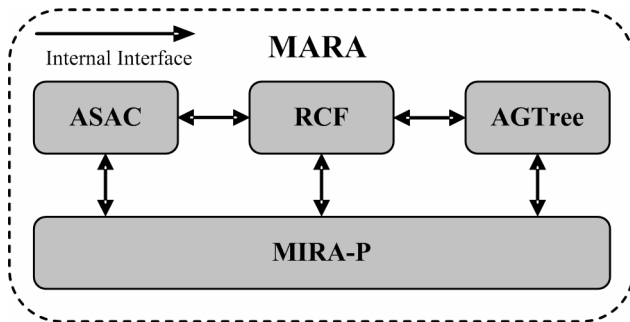 MARA
Internal Interface
ASAC
RCF
AGTree
MIRA-P